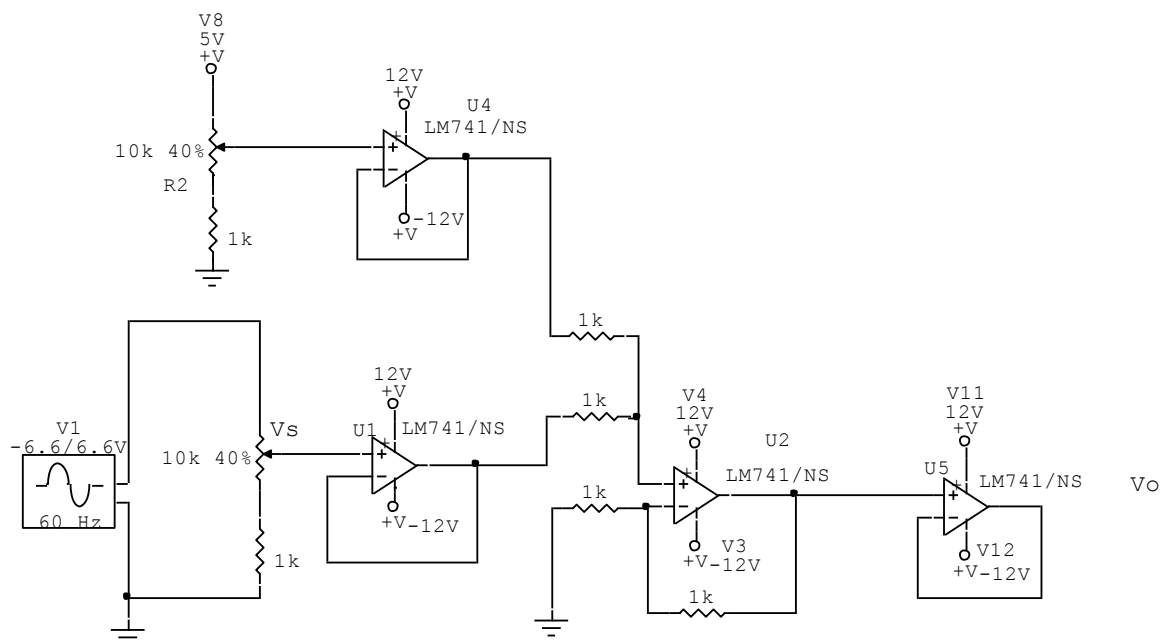 V8
5V
+V
12V
+V
U4
LM741/NS
10k 40%
R2
-12V
+V
1k
1k
12V
+V
V1
-6.6/6.6V
60 Hz
Vs
10k 40%
U1
LM741/NS
+V -12V
1k
1k
V4
12V
+V
U2
LM741/NS
1k
V3
+V -12V
1k
V11
12V
+V
U5
LM741/NS
V12
+V -12V
Vo